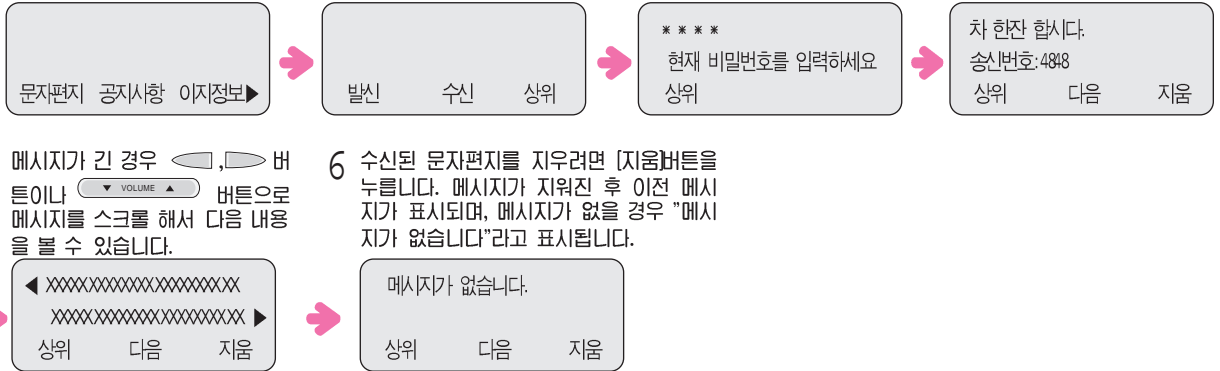 문자편지 공지사항 이지정보▶
발신 수신 상위
* * * *
현재 비밀번호를 입력하세요
상위
차 한잔 합시다.
송신번호:4848
상위 다음 지움
메시지가 긴 경우 , 버
튼이나 ▼ VOLUME ▲ 버튼으로
메시지를 스크롤 해서 다음 내용
을 볼 수 있습니다.
◀ XXXXXXXXXXXXXXXXXXXXXX
XXXXXXXXXXXXXXXXXXXXXX ▶
상위 다음 지움
6 수신된 문자편지를 지우려면 [지움]버튼을
누릅니다. 메시지가 지워진 후 이전 메시
지가 표시되며, 메시지가 없을 경우 ”메시
지가 없습니다”라고 표시됩니다.
메시지가 없습니다.
상위 다음 지움